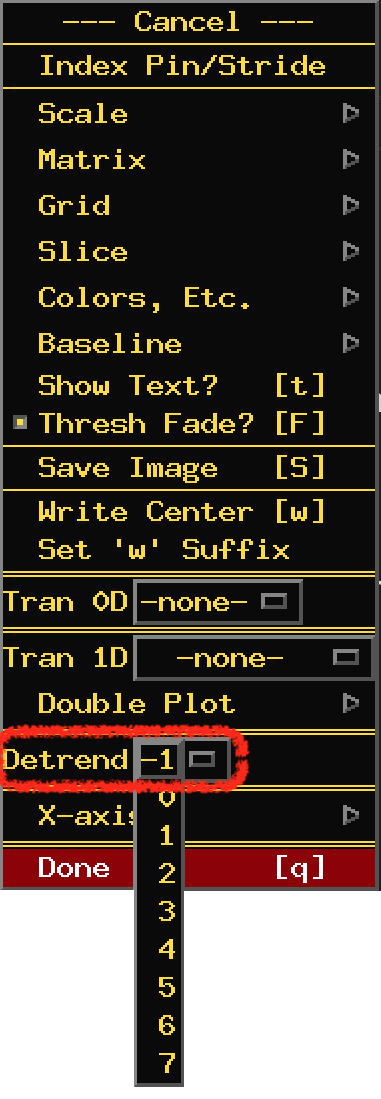 --- Cancel ---
Index Pin/Stride
Scale
Matrix
Grid
Slice
Colors, Etc.
Baseline
Show Text? [t]
Thresh Fade? [F]
Save Image [S]
Write Center [w]
Set 'w' Suffix
Tran 0D -none-
Tran 1D -none-
Double Plot
Detrend -1
0
X-axis
1
Done [q]
2
3
4
5
6
7